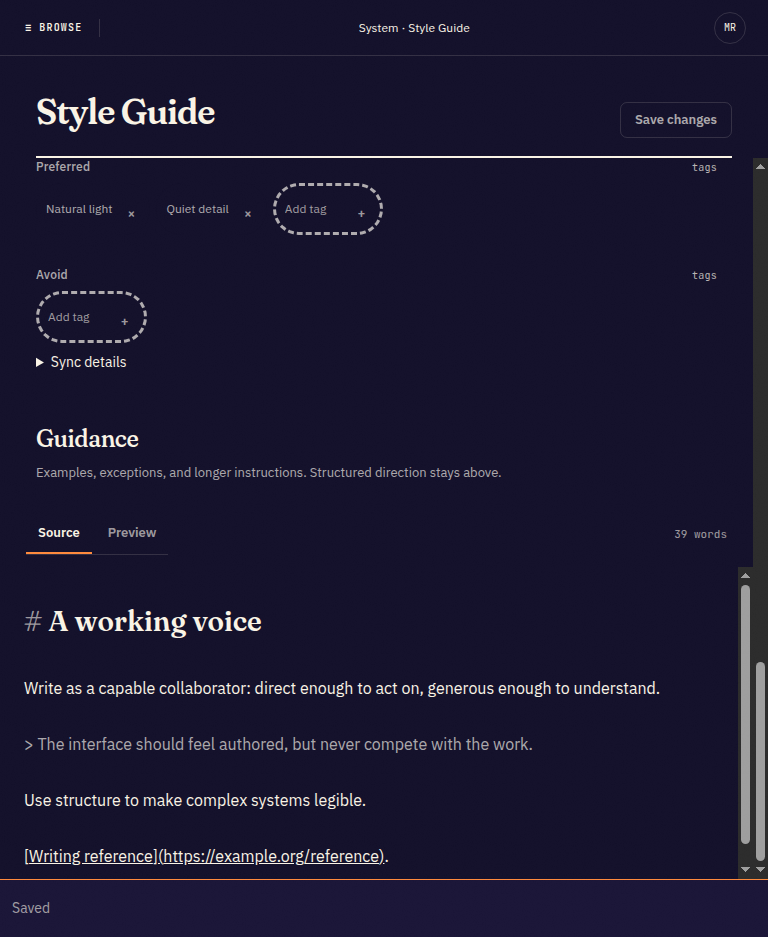 ≡ BROWSE
System · Style Guide
MR
Style Guide
Save changes
Preferred
tags
Natural light ×
Quiet detail ×
Add tag +
Avoid
tags
Add tag +
▶ Sync details
Guidance
Examples, exceptions, and longer instructions. Structured direction stays above.
Source
Preview
39 words
# A working voice
Write as a capable collaborator: direct enough to act on, generous enough to understand.
> The interface should feel authored, but never compete with the work.
Use structure to make complex systems legible.
[Writing reference](https://example.org/reference).
Saved